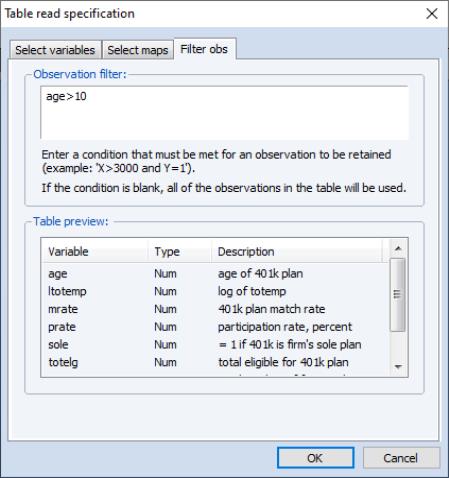 Table read specification
Select variables Select maps Filter obs
Observation filter:
age>10
Enter a condition that must be met for an observation to be retained
(example: 'X>3000 and Y=1').
If the condition is blank, all of the observations in the table will be used.
Table preview:
Variable Type Description
age Num age of 401k plan
ltotemp Num log of totemp
mrate Num 401k plan match rate
prate Num participation rate, percent
sole Num = 1 if 401k is firm's sole plan
totelg Num total eligible for 401k plan
OK Cancel